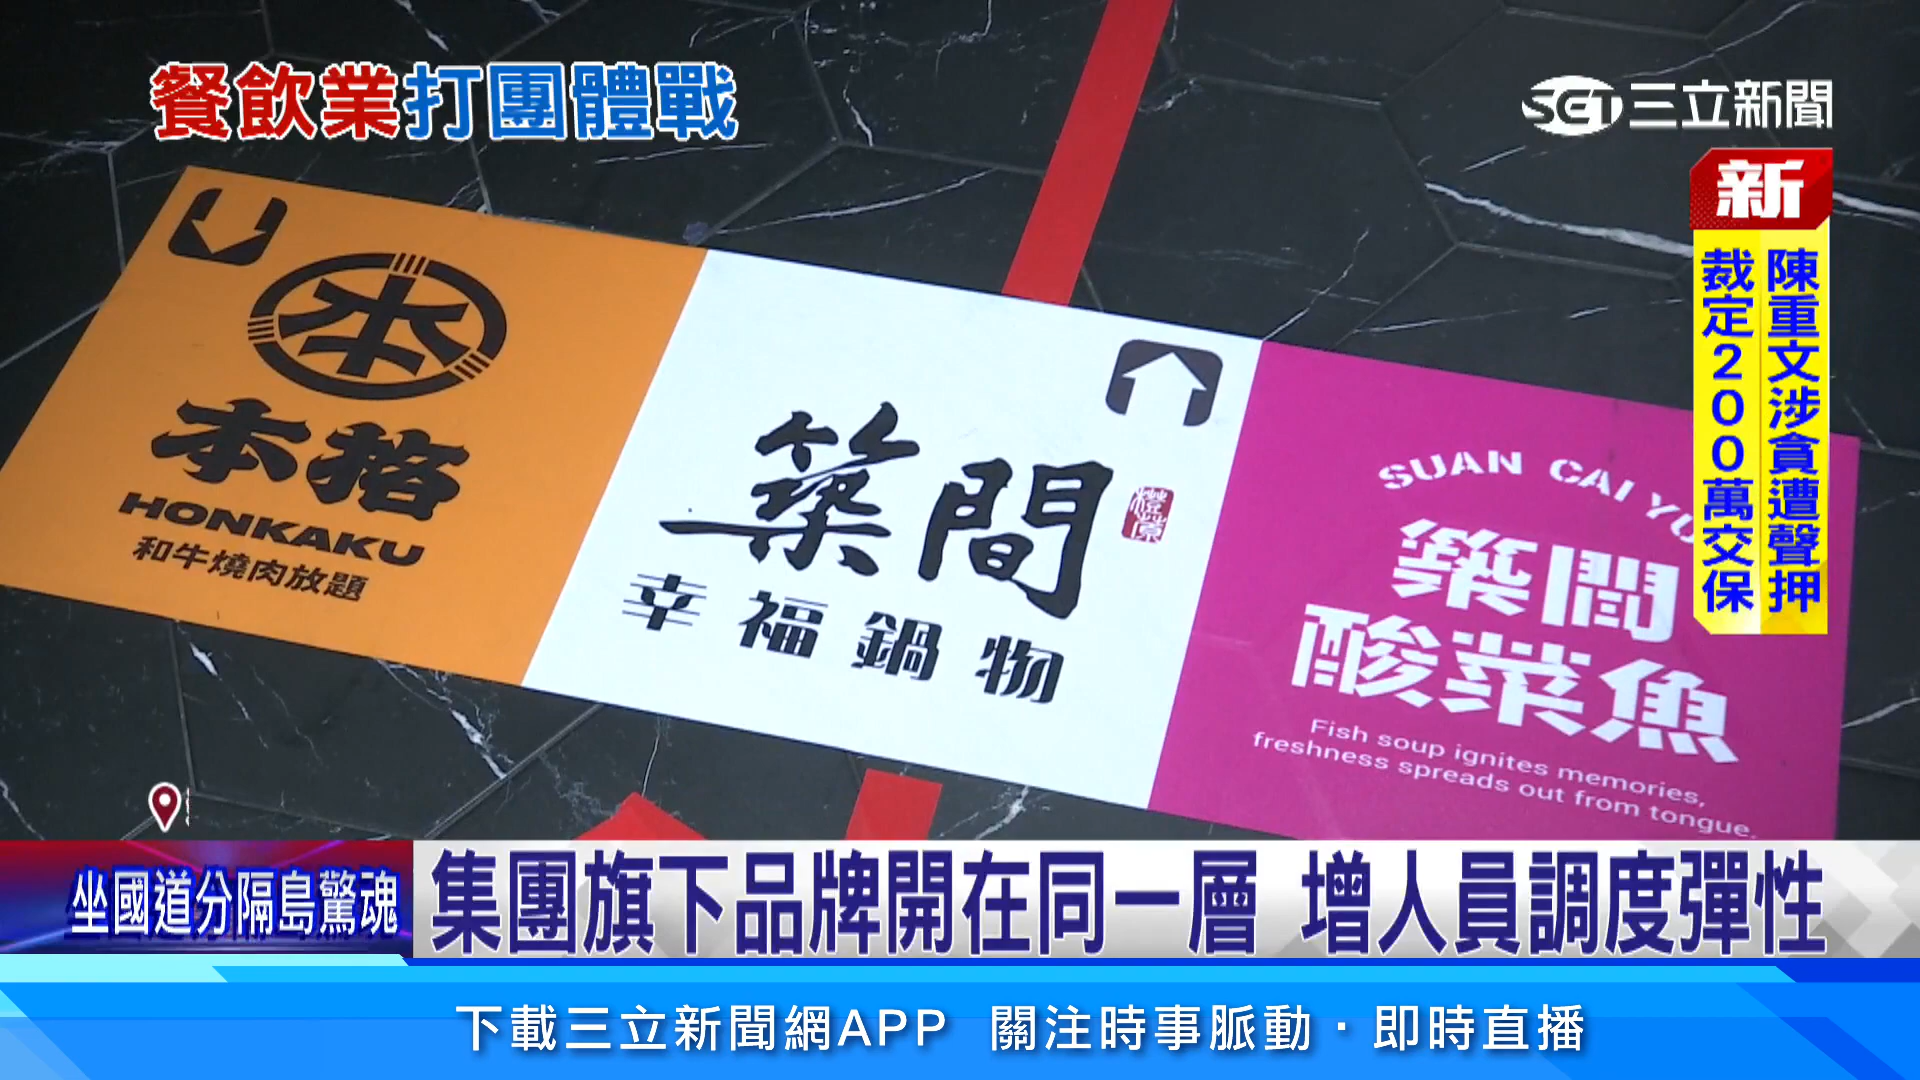 餐飲業打團體戰
SET三立新聞
新
陳重文涉貪遭聲押
裁定200萬交保
本
本格
HONKAKU
和牛燒肉放題
築間
幸福鍋物
SUAN CAI YU
築間
酸菜魚
Fish soup ignites memories,
freshness spreads out from tongue.
坐國道分隔島驚魂
集團旗下品牌開在同一層 增人員調度彈性
下載三立新聞網APP 關注時事脈動・即時直播